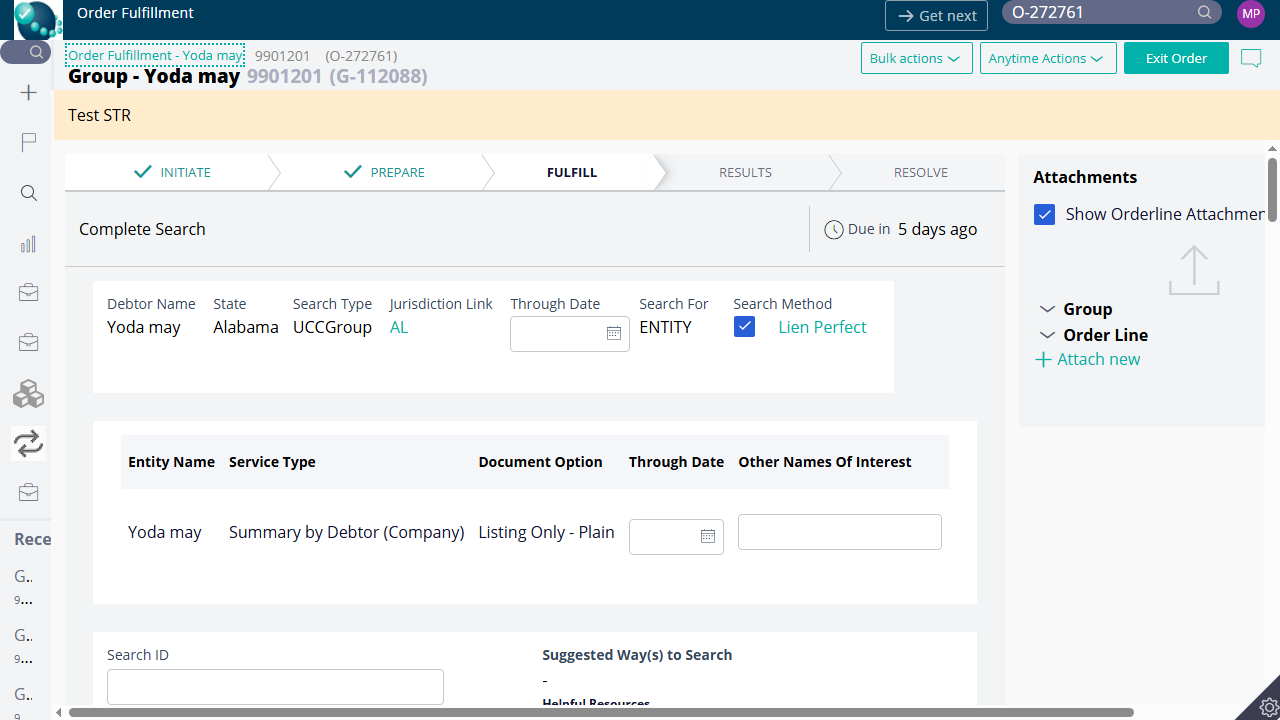 Order Fulfillment
Get next
O-272761
MP
Order Fulfillment - Yoda may 9901201 (O-272761)
Group - Yoda may 9901201 (G-112088)
Bulk actions
Anytime Actions
Exit Order
Test STR
INITIATE
PREPARE
FULFILL
RESULTS
RESOLVE
Complete Search
Due in 5 days ago
Debtor Name State Search Type Jurisdiction Link Through Date Search For Search Method
Yoda may Alabama UCCGroup AL ENTITY Lien Perfect
Entity Name Service Type Document Option Through Date Other Names Of Interest
Yoda may Summary by Debtor (Company) Listing Only - Plain
Search ID
Suggested Way(s) to Search
-
Helpful Resources
Attachments
Show Orderline Attachmen
Group
Order Line
Attach new
Rece
G..
9...
G..
9...
G..
9